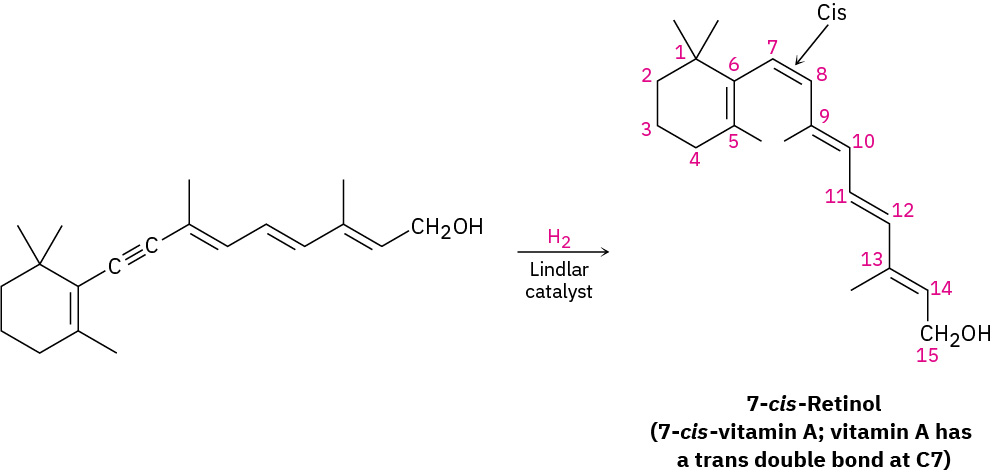 Cis
1
2
3
4
5
6
7
8
9
10
11
12
13
14
15
CH₂OH
C≡C
CH₂OH
H₂
Lindlar
catalyst
7-cis-Retinol
(7-cis-vitamin A; vitamin A has
a trans double bond at C7)